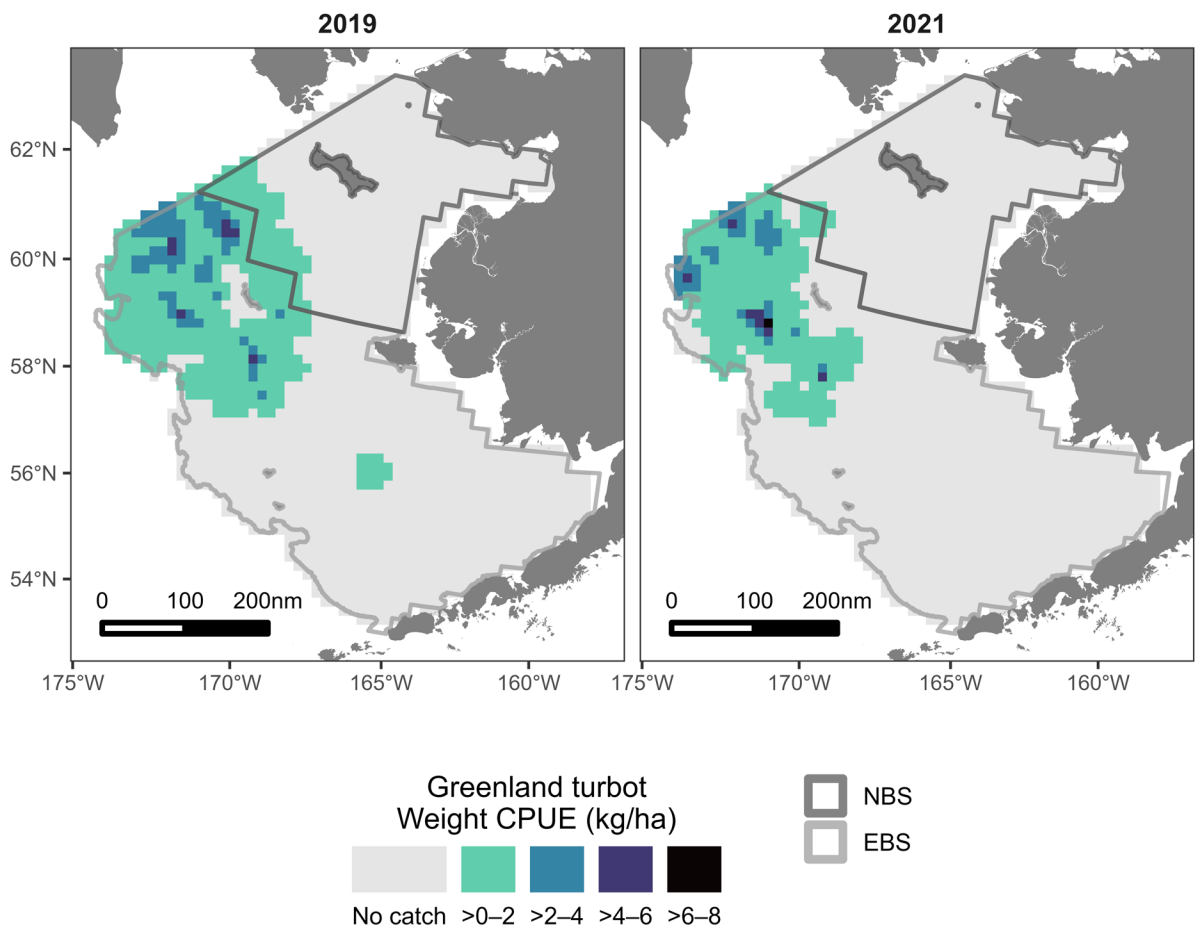 2019
2021
62°N
60°N
58°N
56°N
54°N
0 100 200nm
0 100 200nm
175°W 170°W 165°W 160°W
175°W 170°W 165°W 160°W
Greenland turbot
Weight CPUE (kg/ha)
No catch >0–2 >2–4 >4–6 >6–8
NBS
EBS